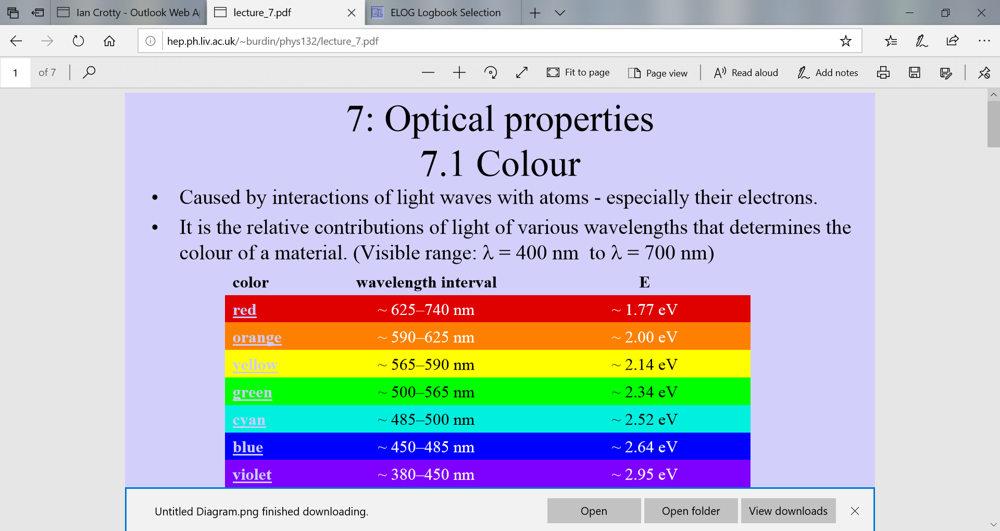 Ian Crotty - Outlook Web A
lecture_7.pdf
ELOG Logbook Selection
hep.ph.liv.ac.uk/~burdin/phys132/lecture_7.pdf
1 of 7
Fit to page
Page view
Read aloud
Add notes
7: Optical properties
7.1 Colour
• Caused by interactions of light waves with atoms - especially their electrons.
• It is the relative contributions of light of various wavelengths that determines the
colour of a material. (Visible range: λ = 400 nm to λ = 700 nm)
color wavelength interval E
red ~ 625–740 nm ~ 1.77 eV
orange ~ 590–625 nm ~ 2.00 eV
yellow ~ 565–590 nm ~ 2.14 eV
green ~ 500–565 nm ~ 2.34 eV
cyan ~ 485–500 nm ~ 2.52 eV
blue ~ 450–485 nm ~ 2.64 eV
violet ~ 380–450 nm ~ 2.95 eV
Untitled Diagram.png finished downloading.
Open
Open folder
View downloads